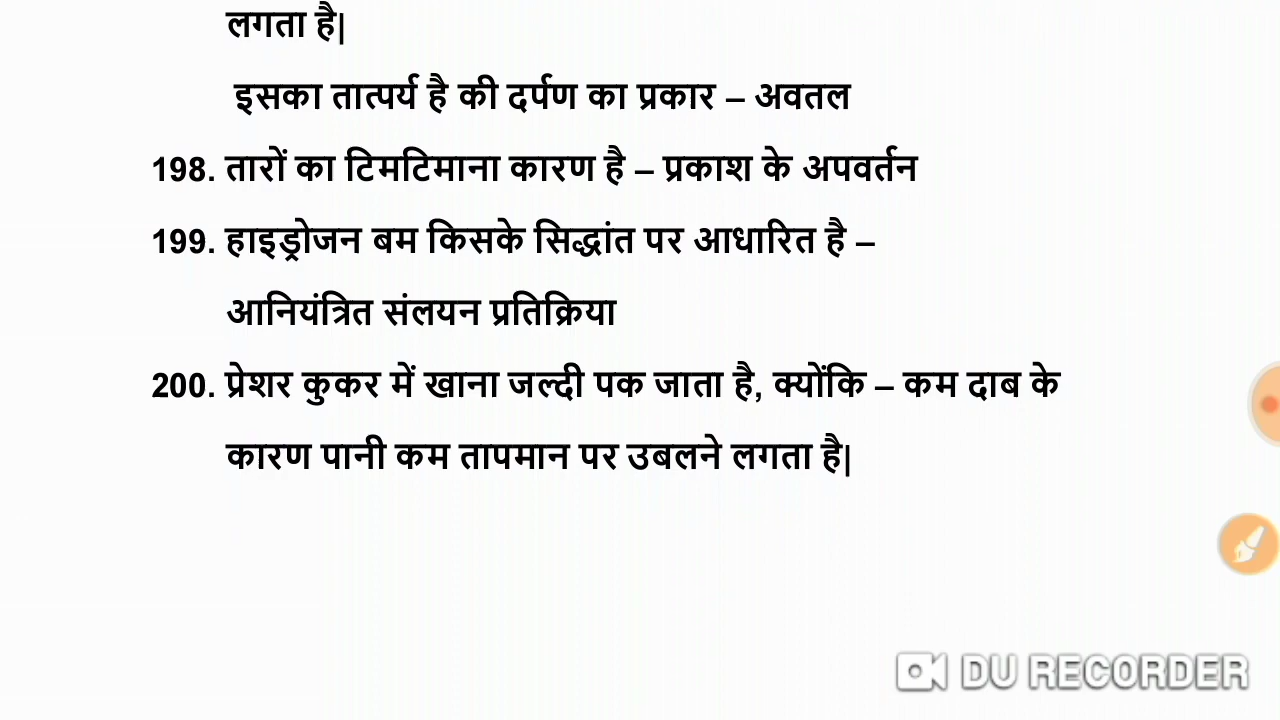 लगता है|
इसका तात्पर्य है की दर्पण का प्रकार – अवतल
198. तारों का टिमटिमाना कारण है – प्रकाश के अपवर्तन
199. हाइड्रोजन बम किसके सिद्धांत पर आधारित है –
आनियंत्रित संलयन प्रतिक्रिया
200. प्रेशर कुकर में खाना जल्दी पक जाता है, क्योंकि – कम दाब के
कारण पानी कम तापमान पर उबलने लगता है|
DU RECORDER